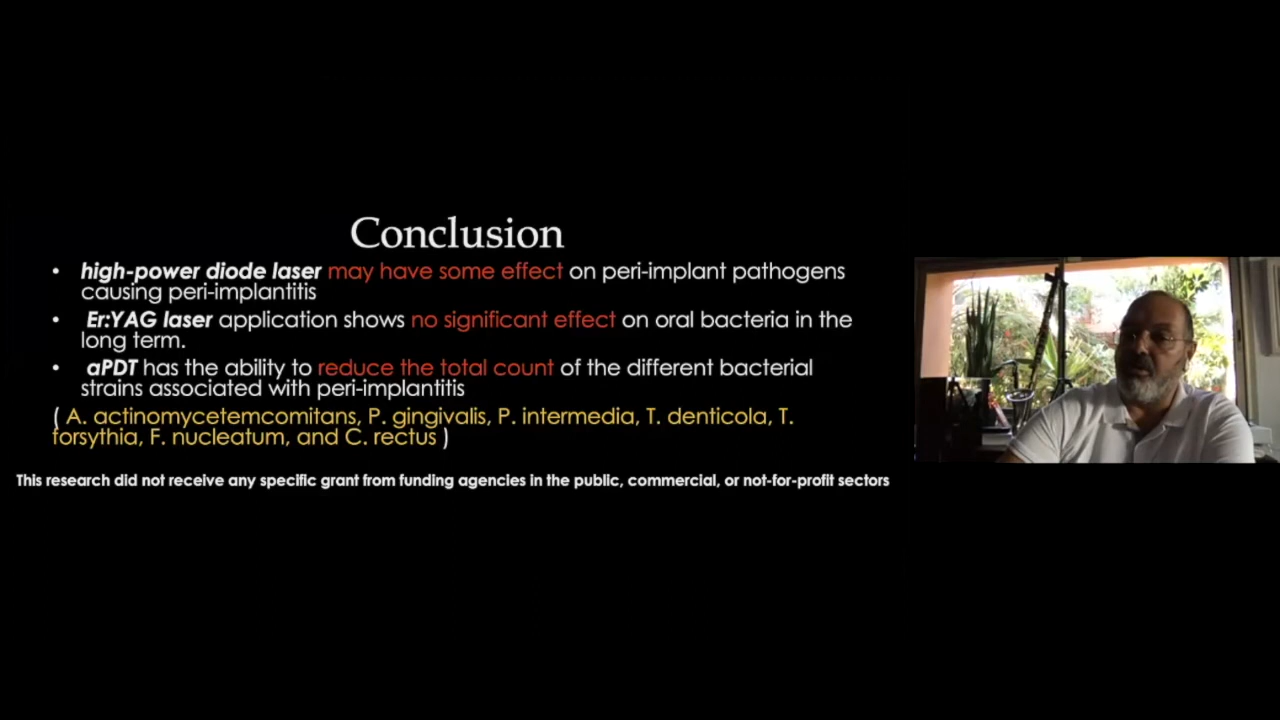 Conclusion
• high-power diode laser may have some effect on peri-implant pathogens
causing peri-implantitis
• Er:YAG laser application shows no significant effect on oral bacteria in the
long term.
• aPDT has the ability to reduce the total count of the different bacterial
strains associated with peri-implantitis
( A. actinomycetemcomitans, P. gingivalis, P. intermedia, T. denticola, T.
forsythia, F. nucleatum, and C. rectus )
This research did not receive any specific grant from funding agencies in the public, commercial, or not-for-profit sectors